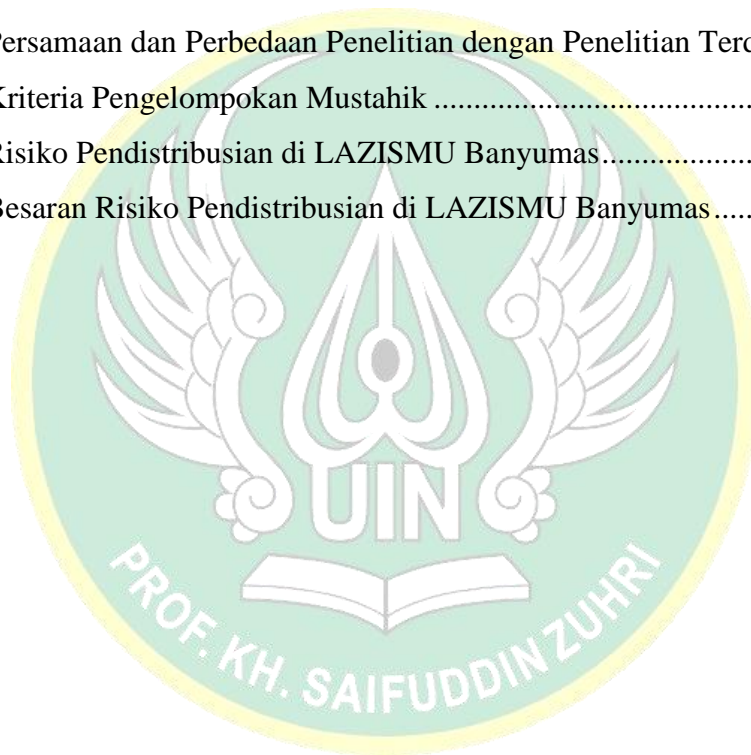 Persamaan dan Perbedaan Penelitian dengan Penelitian
Kriteria Pengelompokan Mustahik ....................................
Risiko Pendistribusian di LAZISMU Banyumas....................
Besaran Risiko Pendistribusian di LAZISMU Banyumas.....
UIN
PROF. KH. SAIFUDDIN ZUHRI